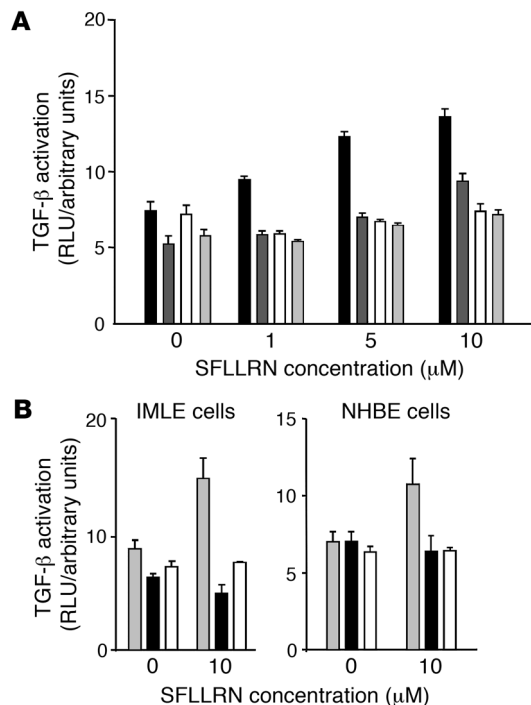 A
20
15
10
5
0
TGF-β activation
(RLU/arbitrary units)
0 1 5 10
SFLLRN concentration (μM)
B
IMLE cells
NHBE cells
20
10
0
TGF-β activation
(RLU/arbitrary units)
0 10
15
10
5
0
0 10
SFLLRN concentration (μM)